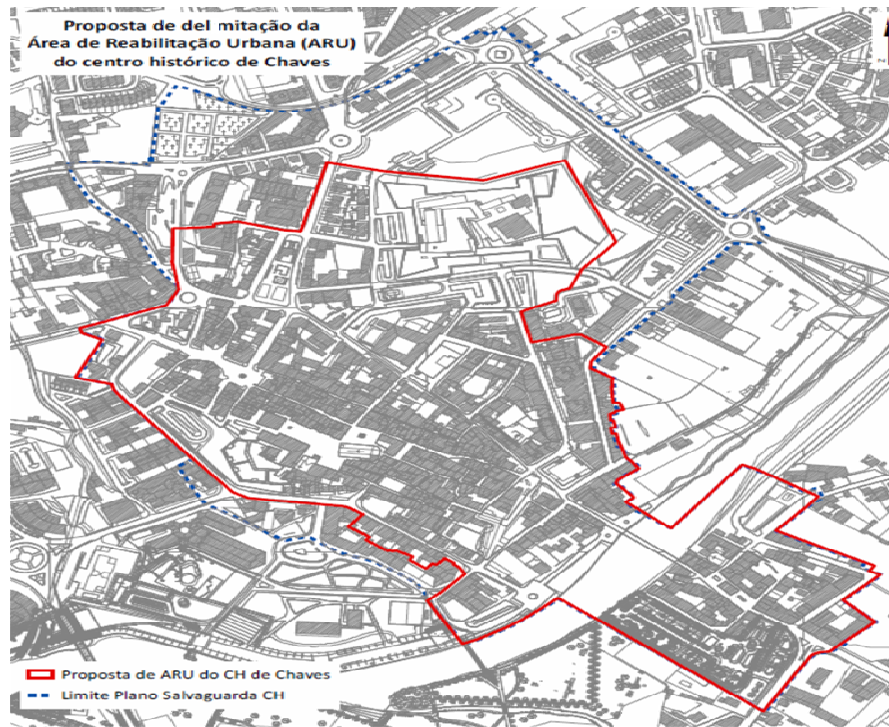 Proposta de del mitação da
Área de Reabilitação Urbana (ARU)
do centro histórico de Chaves
N
Proposta de ARU do CH de Chaves
Limite Plano Salvaguarda CH